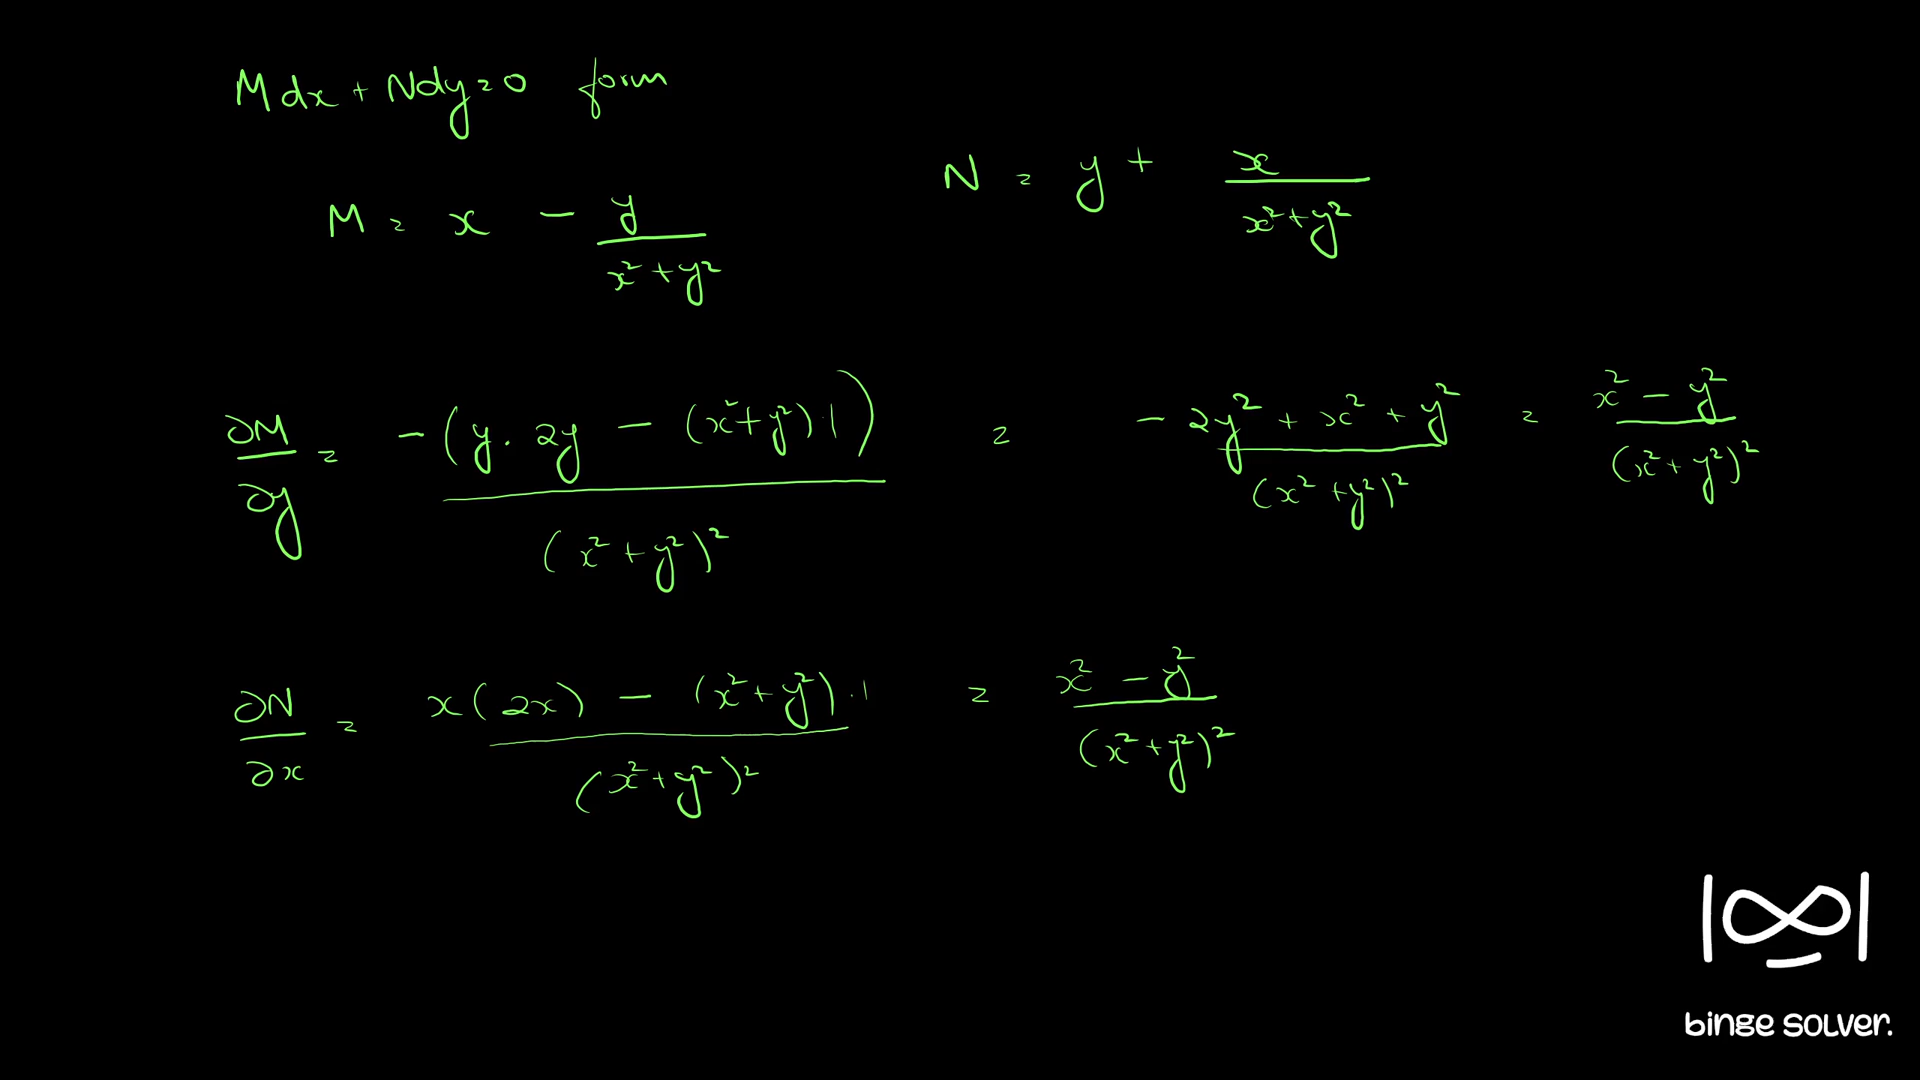 Mdx + Ndy = 0 form
M = x - y/(x² + y²)
N = y + x/(x² + y²)
∂M/∂y = -(y · 2y - (x² + y²) · 1)/(x² + y²)² = (-2y² + x² + y²)/(x² + y²)² = (x² - y²)/(x² + y²)²
∂N/∂x = (x(2x) - (x² + y²) · 1)/(x² + y²)² = (x² - y²)/(x² + y²)²
binge solver.